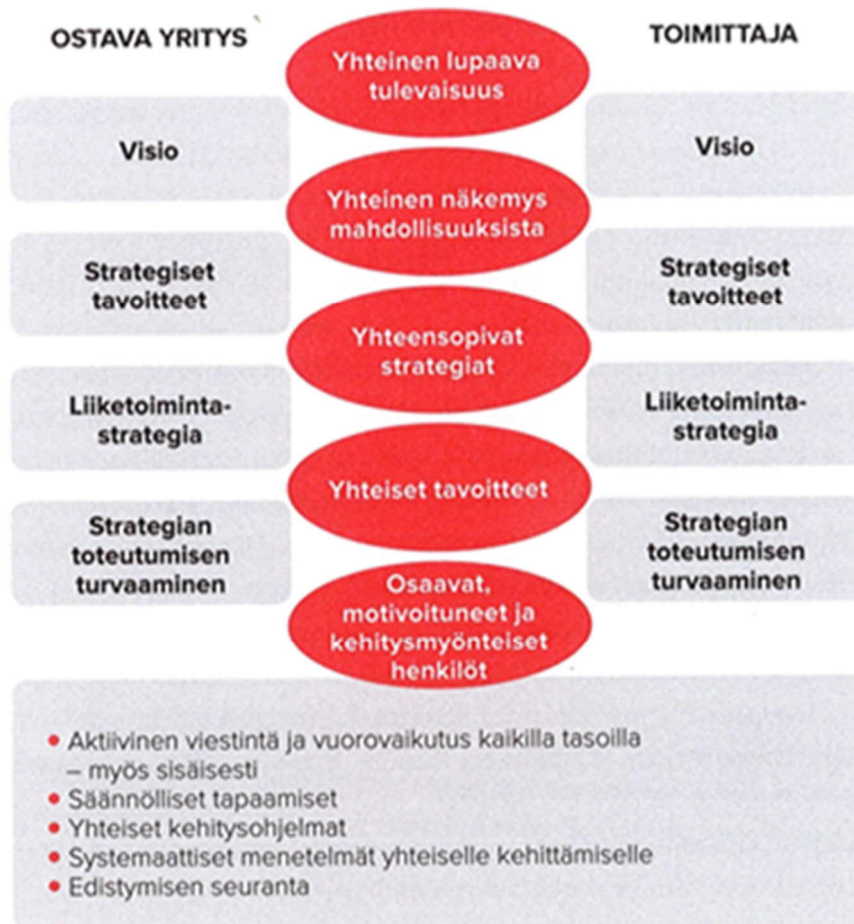 OSTAVA YRITYS
TOIMITTAJA
Yhteinen lupaava
tulevaisuus
Visio
Visio
Yhteinen näkemys
mahdollisuuksista
Strategiset
tavoitteet
Strategiset
tavoitteet
Yhteensopivat
strategiat
Liiketoiminta-
strategia
Liiketoiminta-
strategia
Yhteiset tavoitteet
Strategian
toteutumisen
turvaaminen
Strategian
toteutumisen
turvaaminen
Osaavat,
motivoituneet ja
kehitysmyönteiset
henkilöt
• Aktiivinen viestintä ja vuorovaikutus kaikilla tasoilla
– myös sisäisesti
• Säännölliset tapaamiset
• Yhteiset kehitysohjelmat
• Systemaattiset menetelmät yhteiselle kehittämiselle
• Edistymisen seuranta